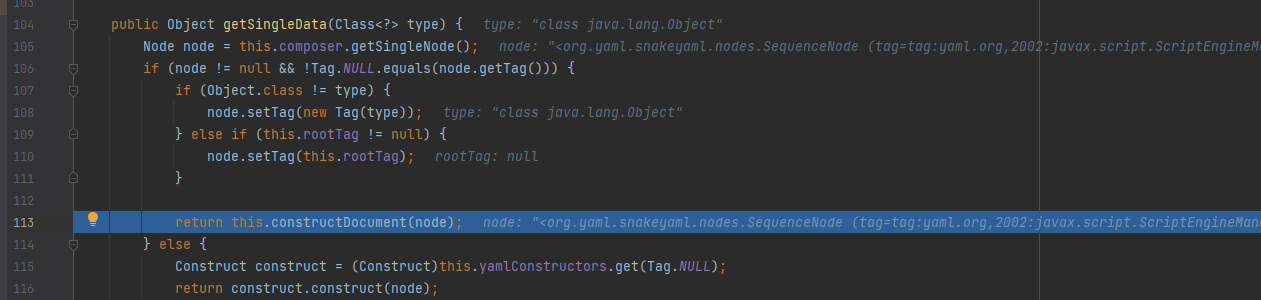 103
104 public Object getSingleData(Class<?> type) { type: "class java.lang.Object"
105 Node node = this.composer.getSingleNode(); node: "<org.yaml.snakeyaml.nodes.SequenceNode (tag=tag:yaml.org,2002:javax.script.ScriptEngineMa
106 if (node != null && !Tag.NULL.equals(node.getTag())) {
107 if (Object.class != type) {
108 node.setTag(new Tag(type)); type: "class java.lang.Object"
109 } else if (this.rootTag != null) {
110 node.setTag(this.rootTag); rootTag: null
111 }
112
113 return this.constructDocument(node); node: "<org.yaml.snakeyaml.nodes.SequenceNode (tag=tag:yaml.org,2002:javax.script.ScriptEngineMana
114 } else {
115 Construct construct = (Construct)this.yamlConstructors.get(Tag.NULL);
116 return construct.construct(node);